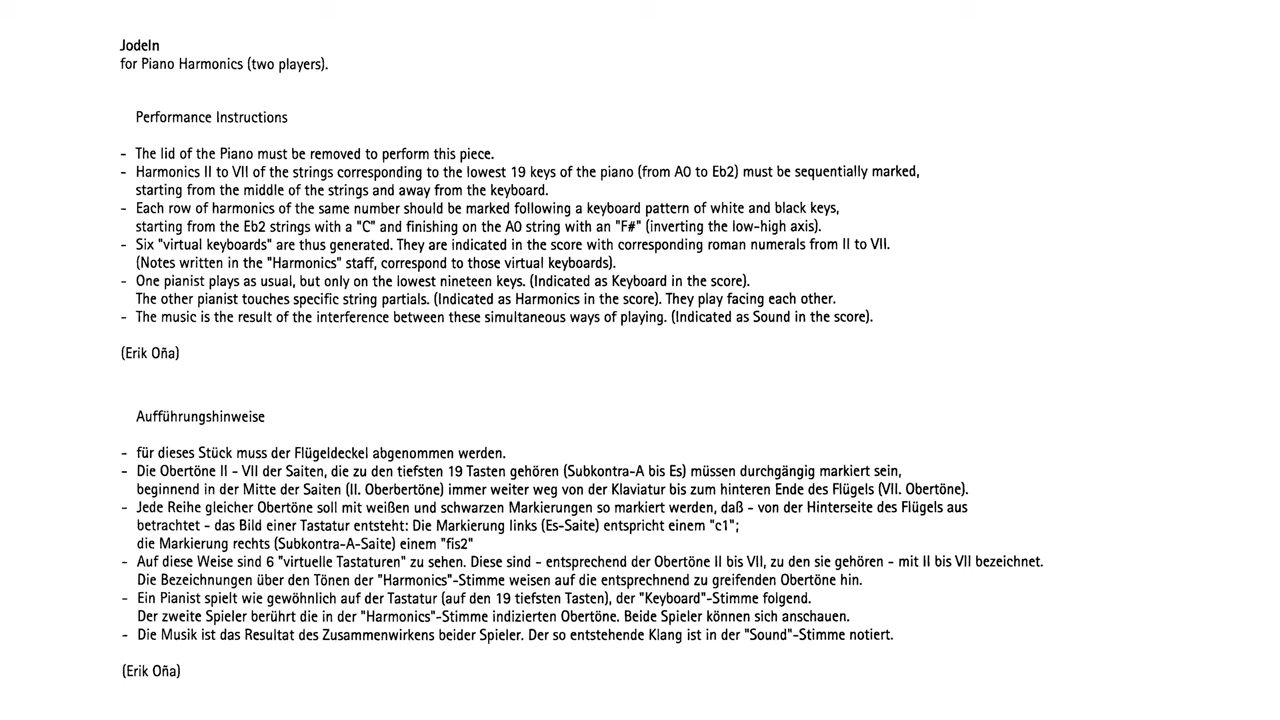 Jodeln
for Piano Harmonics (two players).
Performance Instructions
- The lid of the Piano must be removed to perform this piece.
- Harmonics II to VII of the strings corresponding to the lowest 19 keys of the piano (from A0 to Eb2) must be sequentially marked,
starting from the middle of the strings and away from the keyboard.
- Each row of harmonics of the same number should be marked following a keyboard pattern of white and black keys,
starting from the Eb2 strings with a "C" and finishing on the A0 string with an "F#" (inverting the low-high axis).
- Six "virtual keyboards" are thus generated. They are indicated in the score with corresponding roman numerals from II to VII.
(Notes written in the "Harmonics" staff, correspond to those virtual keyboards).
- One pianist plays as usual, but only on the lowest nineteen keys. (Indicated as Keyboard in the score).
The other pianist touches specific string partials. (Indicated as Harmonics in the score). They play facing each other.
- The music is the result of the interference between these simultaneous ways of playing. (Indicated as Sound in the score).
(Erik Oña)
Aufführungshinweise
- für dieses Stück muss der Flügeldeckel abgenommen werden.
- Die Obertöne II - VII der Saiten, die zu den tiefsten 19 Tasten gehören (Subkontra-A bis Es) müssen durchgängig markiert sein,
beginnend in der Mitte der Saiten (II. Oberbertöne) immer weiter weg von der Klaviatur bis zum hinteren Ende des Flügels (VII. Obertöne).
- Jede Reihe gleicher Obertöne soll mit weißen und schwarzen Markierungen so markiert werden, daß - von der Hinterseite des Flügels aus
betrachtet - das Bild einer Tastatur entsteht: Die Markierung links (Es-Saite) entspricht einem "c1";
die Markierung rechts (Subkontra-A-Saite) einem "fis2"
- Auf diese Weise sind 6 "virtuelle Tastaturen" zu sehen. Diese sind - entsprechend der Obertöne II bis VII, zu den sie gehören - mit II bis VII bezeichnet.
Die Bezeichnungen über den Tönen der "Harmonics"-Stimme weisen auf die entsprechnend zu greifenden Obertöne hin.
- Ein Pianist spielt wie gewöhnlich auf der Tastatur (auf den 19 tiefsten Tasten), der "Keyboard"-Stimme folgend.
Der zweite Spieler berührt die in der "Harmonics"-Stimme indizierten Obertöne. Beide Spieler können sich anschauen.
- Die Musik ist das Resultat des Zusammenwirkens beider Spieler. Der so entstehende Klang ist in der "Sound"-Stimme notiert.
(Erik Oña)